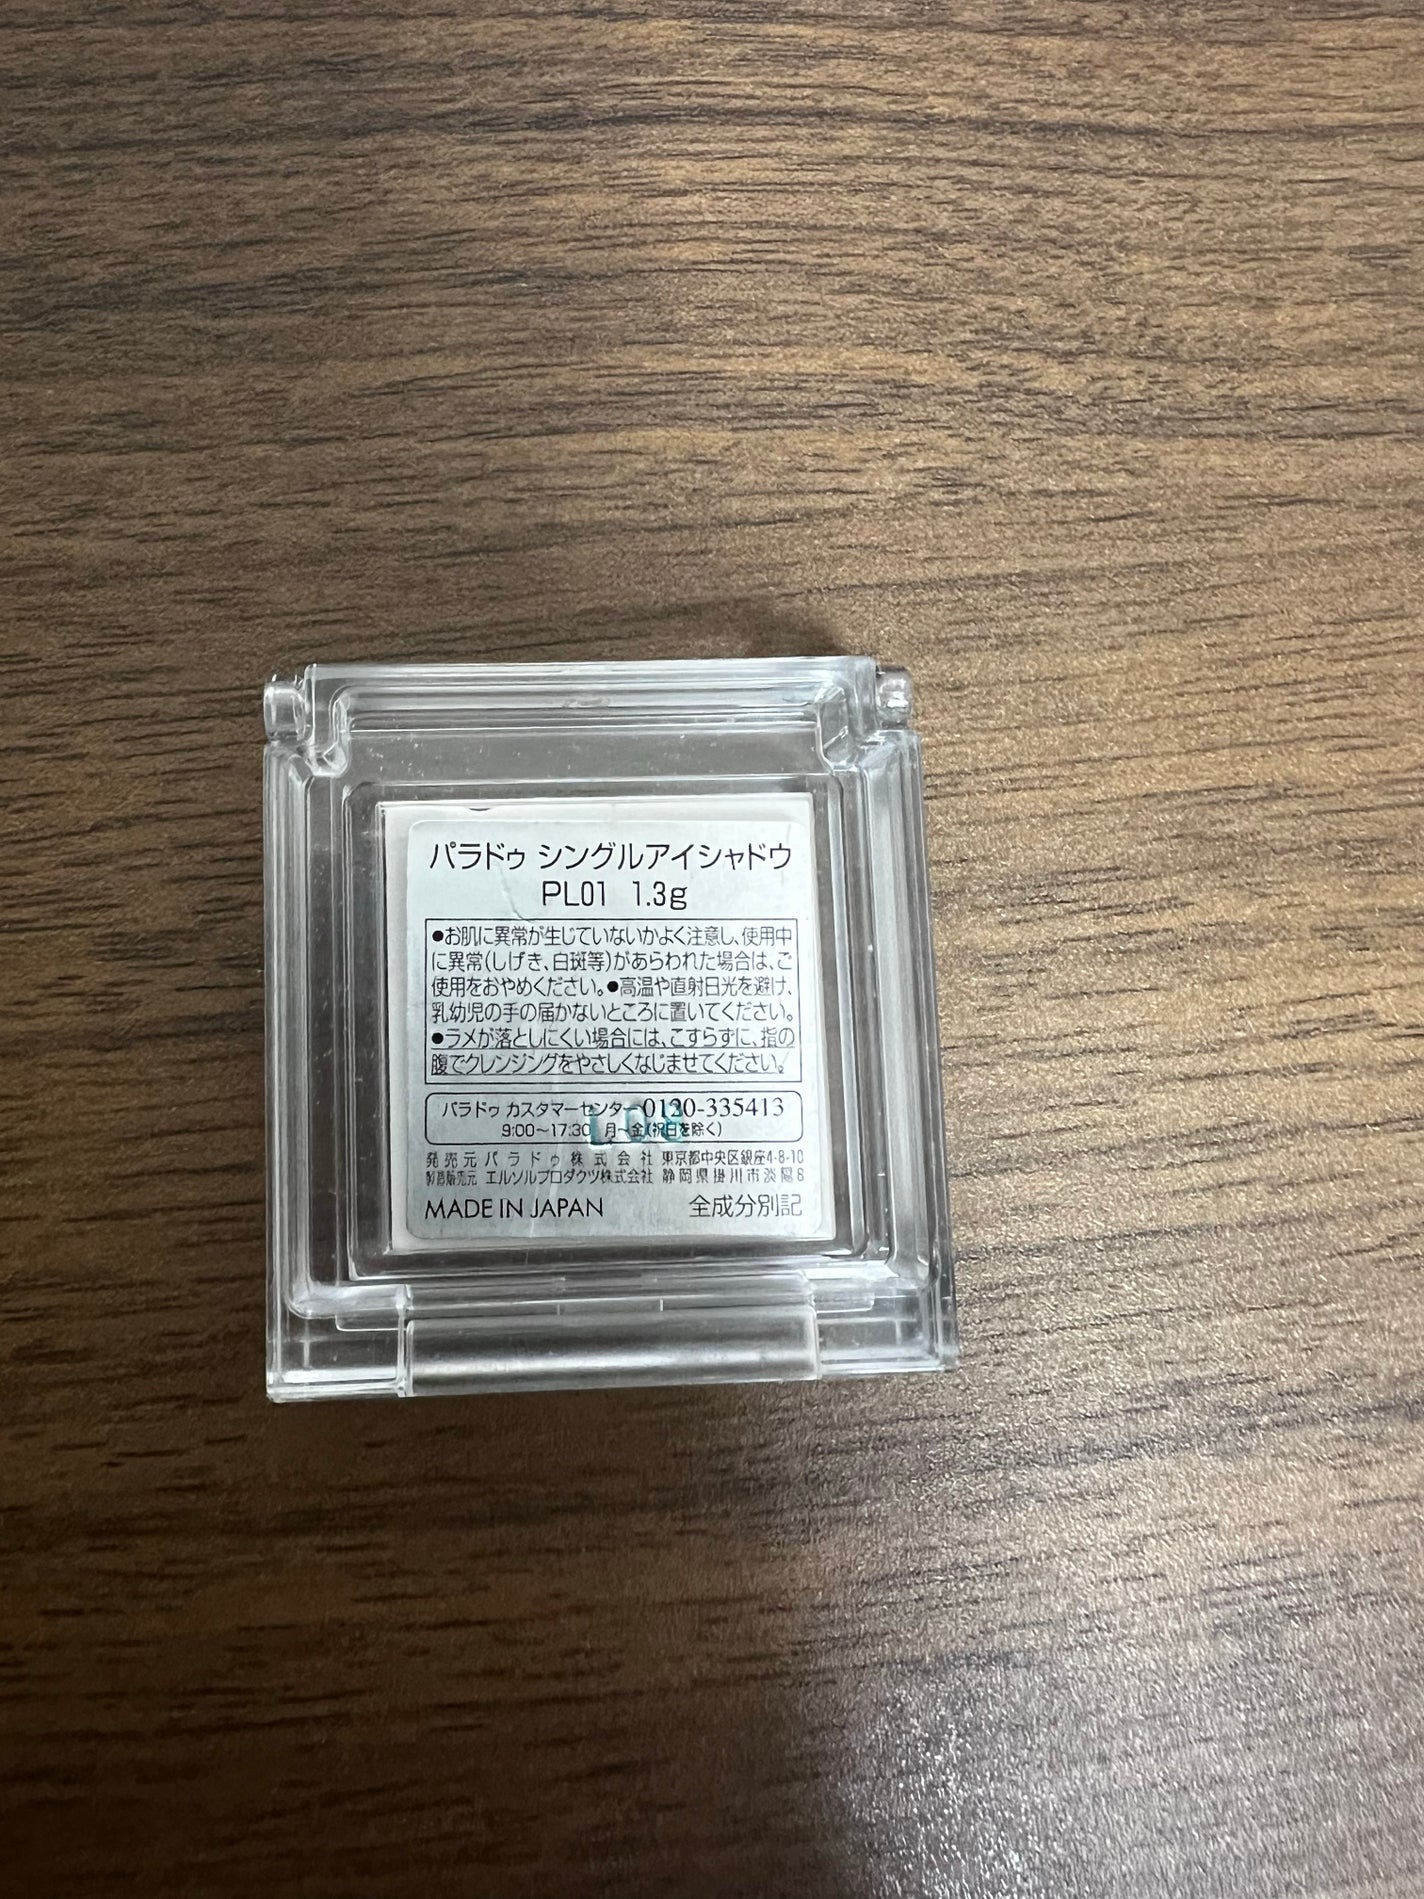 パラドゥ シングルアイシャドウ
PL01 1.3g
●お肌に異常が生じていないかよく注意し、使用中
に異常(しげき、白斑等)があらわれた場合は、ご
使用をおやめください。●高温や直射日光を避け、
乳幼児の手の届かないところに置いてください。
●ラメが落としにくい場合には、こすらずに、指の
腹でクレンジングをやさしくなじませてください。
パラドゥ カスタマーセンター 0120-335413
9:00〜17:30 月〜金(祝日を除く)
L08
発売元 パラドゥ株式会社 東京都中央区銀座4-8-10
製造販売元 エルソルプロダクツ株式会社 静岡県掛川市淡陽8
MADE IN JAPAN 全成分別記